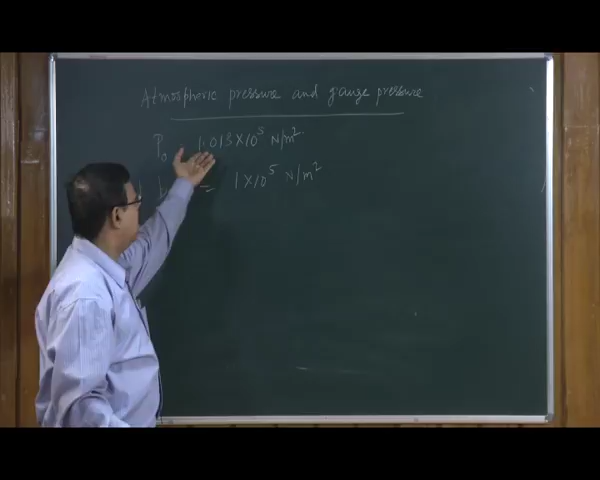 Atmospheric pressure and gauge pressure
P₀ 1.013 X 10⁵ N/m².
= 1 X 10⁵ N/m²